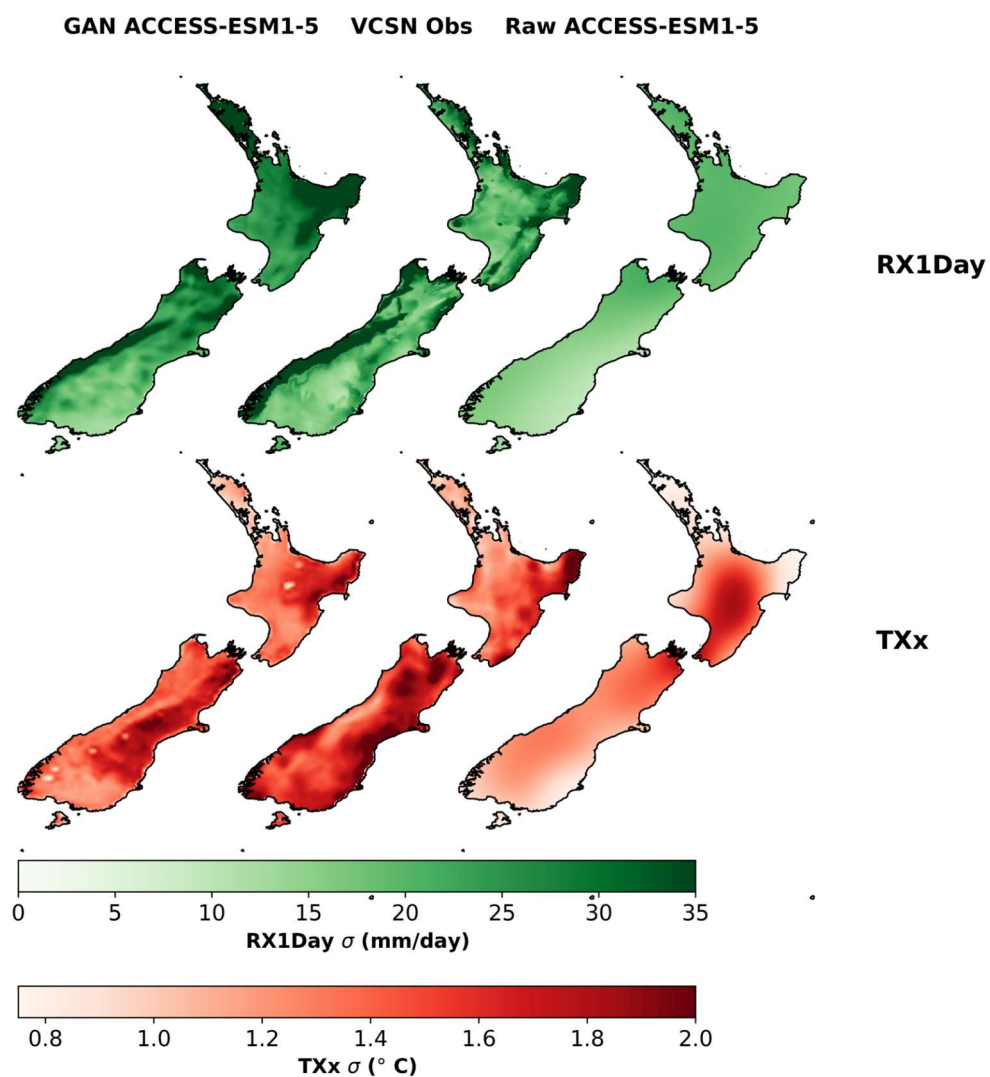 GAN ACCESS-ESM1-5 VCSN Obs Raw ACCESS-ESM1-5
RX1Day
TXx
0 5 10 15 20 25 30 35
RX1Day σ (mm/day)
0.8 1.0 1.2 1.4 1.6 1.8 2.0
TXx σ (° C)